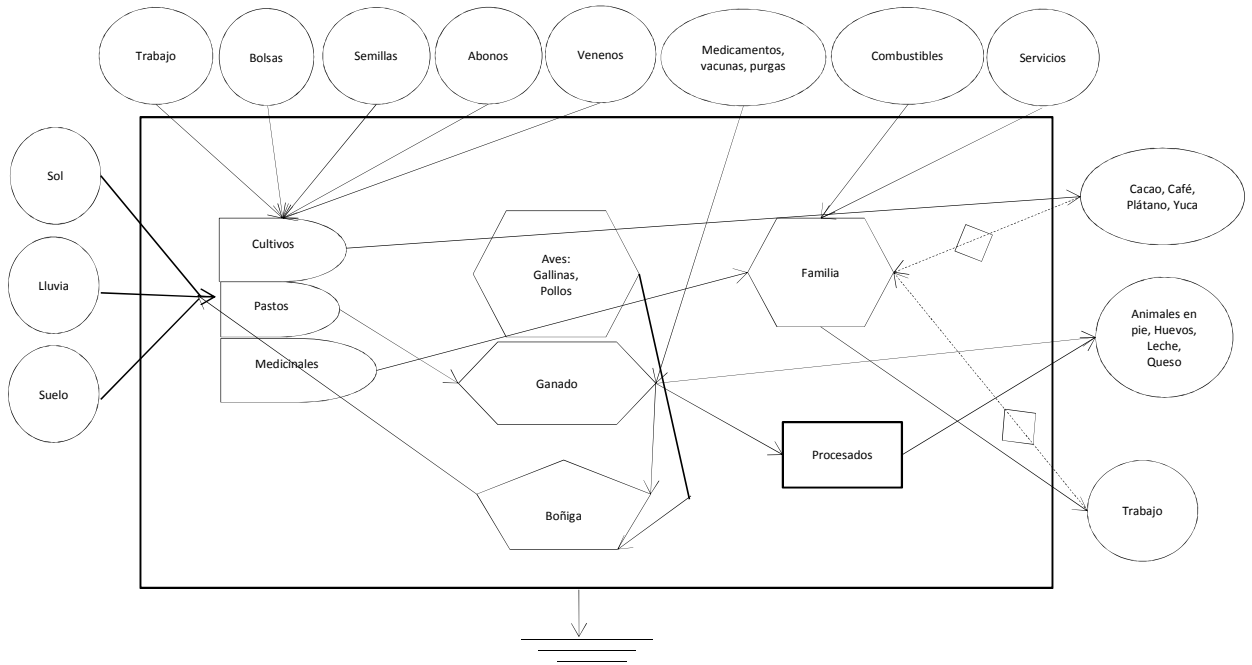 Trabajo
Bolsas
Semillas
Abonos
Venenos
Medicamentos,
vacunas, purgas
Combustibles
Servicios
Sol
Lluvia
Suelo
Cultivos
Pastos
Medicinales
Aves:
Gallinas,
Pollos
Ganado
Boñiga
Familia
Procesados
Cacao, Café,
Plátano, Yuca
Animales en
pie, Huevos,
Leche,
Queso
Trabajo